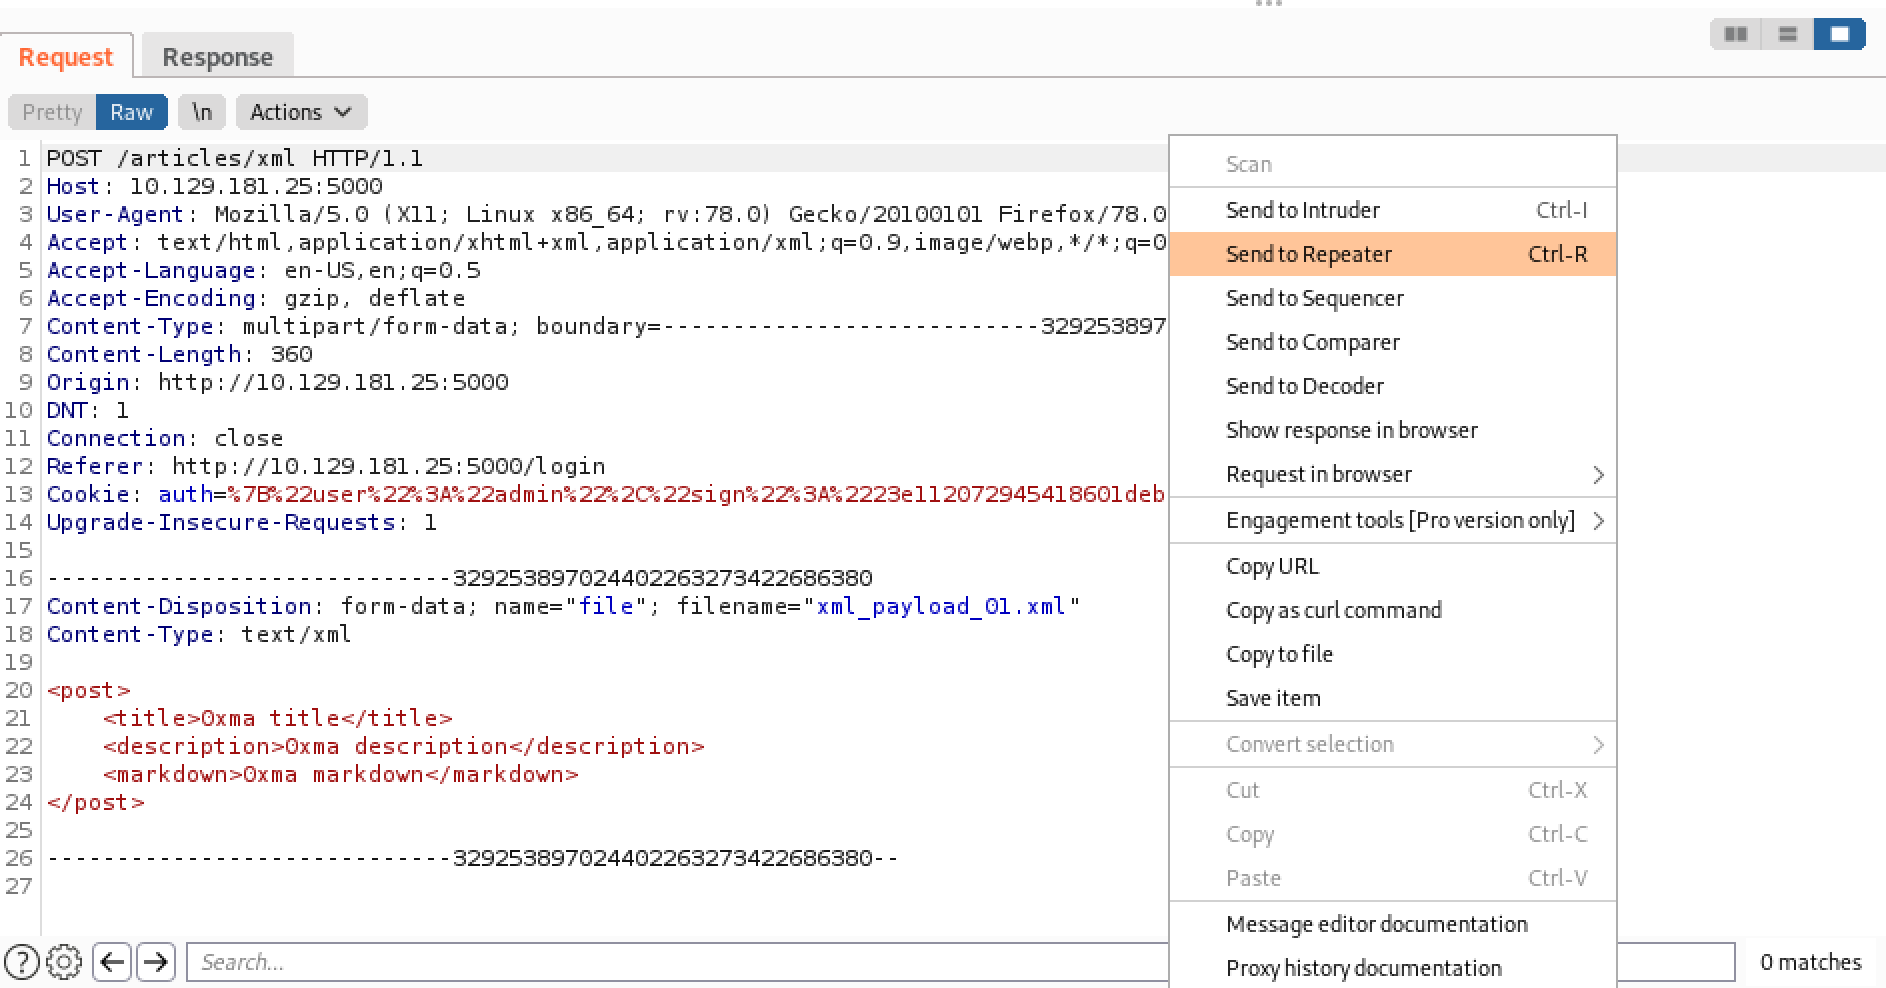 Request Response
Pretty Raw \n Actions
1 POST /articles/xml HTTP/1.1
2 Host: 10.129.181.25:5000
3 User-Agent: Mozilla/5.0 (X11; Linux x86_64; rv:78.0) Gecko/20100101 Firefox/78.0
4 Accept: text/html,application/xhtml+xml,application/xml;q=0.9,image/webp,*/*;q=0
5 Accept-Language: en-US,en;q=0.5
6 Accept-Encoding: gzip, deflate
7 Content-Type: multipart/form-data; boundary=---------------------------329253897
8 Content-Length: 360
9 Origin: http://10.129.181.25:5000
10 DNT: 1
11 Connection: close
12 Referer: http://10.129.181.25:5000/login
13 Cookie: auth=%7B%22user%22%3A%22admin%22%2C%22sign%22%3A%2223e112072945418601deb
14 Upgrade-Insecure-Requests: 1
15
16 -----------------------------329253897024402263273422686380
17 Content-Disposition: form-data; name="file"; filename="xml_payload_01.xml"
18 Content-Type: text/xml
19
20 <post>
21     <title>0xma title</title>
22     <description>0xma description</description>
23     <markdown>0xma markdown</markdown>
24 </post>
25
26 -----------------------------329253897024402263273422686380--
27
Scan
Send to Intruder Ctrl-I
Send to Repeater Ctrl-R
Send to Sequencer
Send to Comparer
Send to Decoder
Show response in browser
Request in browser
Engagement tools [Pro version only]
Copy URL
Copy as curl command
Copy to file
Save item
Convert selection
Cut Ctrl-X
Copy Ctrl-C
Paste Ctrl-V
Message editor documentation
Proxy history documentation
? Search... 0 matches